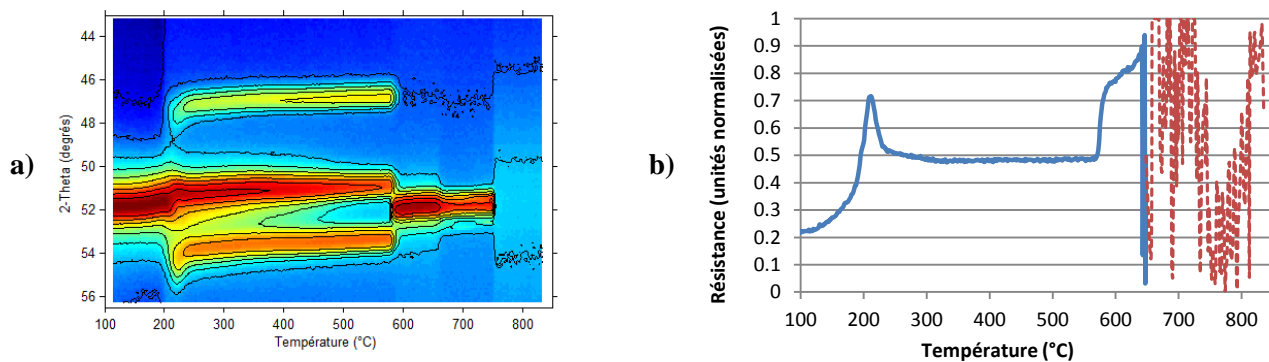 a)
2-Theta (degrés)
44
46
48
50
52
54
56
100 200 300 400 500 600 700 800
Température (°C)
b)
Résistance (unités normalisées)
1
0.9
0.8
0.7
0.6
0.5
0.4
0.3
0.2
0.1
0
100 200 300 400 500 600 700 800
Température (°C)